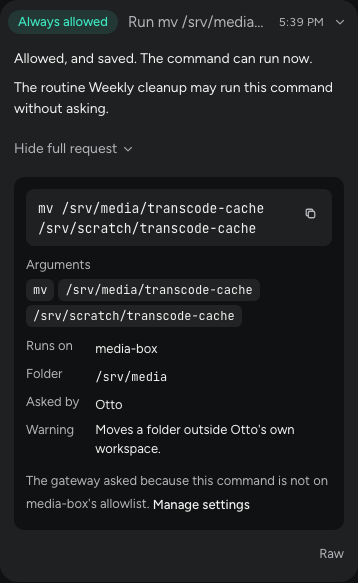 Always allowed Run mv /srv/media... 5:39 PM
Allowed, and saved. The command can run now.
The routine Weekly cleanup may run this command
without asking.
Hide full request
mv /srv/media/transcode-cache
/srv/scratch/transcode-cache
Arguments
mv /srv/media/transcode-cache
/srv/scratch/transcode-cache
Runs on media-box
Folder /srv/media
Asked by Otto
Warning Moves a folder outside Otto's own
workspace.
The gateway asked because this command is not on
media-box's allowlist. Manage settings
Raw